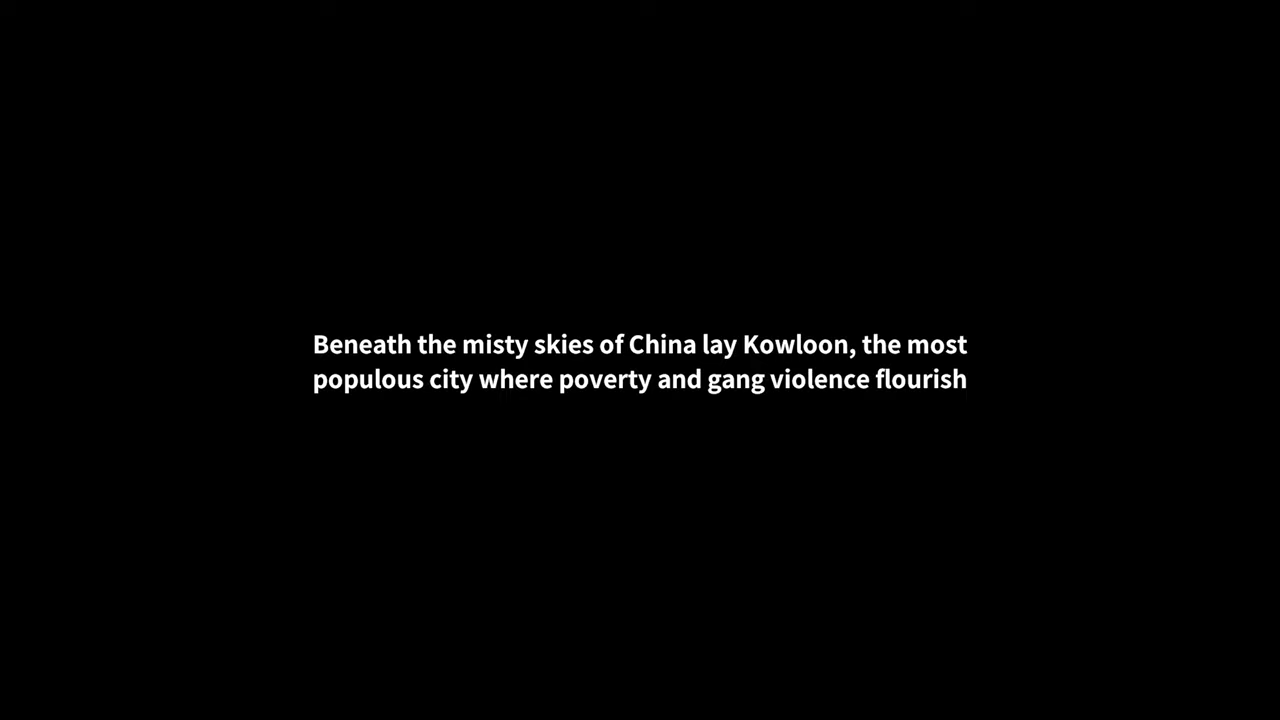 Beneath the misty skies of China lay Kowloon, the most
populous city where poverty and gang violence flourish